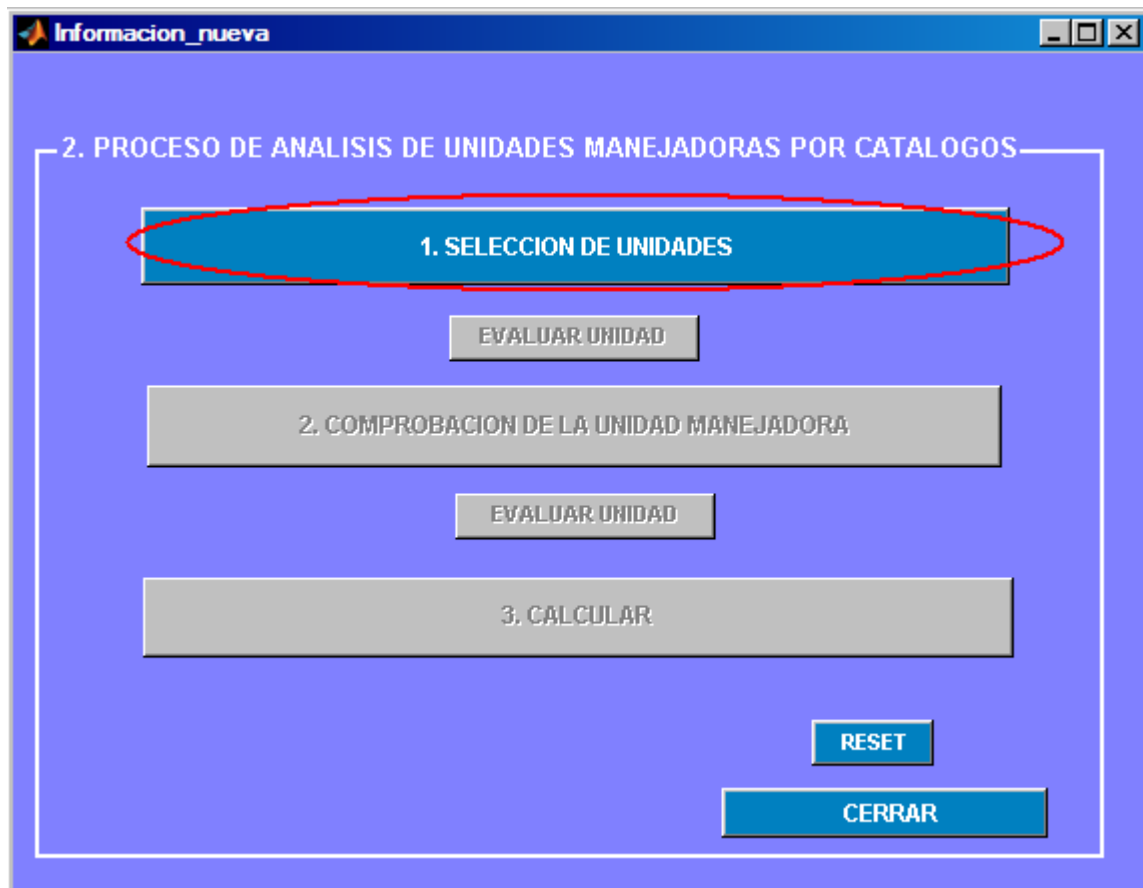 Informacion_nueva
2. PROCESO DE ANALISIS DE UNIDADES MANEJADORAS POR CATALOGOS
1. SELECCION DE UNIDADES
EVALUAR UNIDAD
2. COMPROBACION DE LA UNIDAD MANEJADORA
EVALUAR UNIDAD
3. CALCULAR
RESET
CERRAR